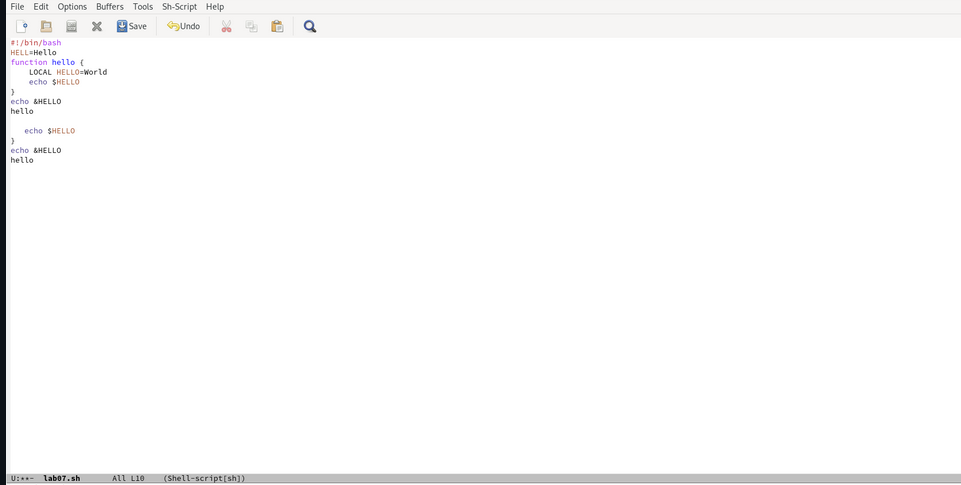 File Edit Options Buffers Tools Sh-Script Help
Save Undo
#!/bin/bash
HELL=Hello
function hello {
    LOCAL HELLO=World
    echo $HELLO
}
echo &HELLO
hello

   echo $HELLO
}
echo &HELLO
hello
U:**-  lab07.sh      All L10    (Shell-script[sh])